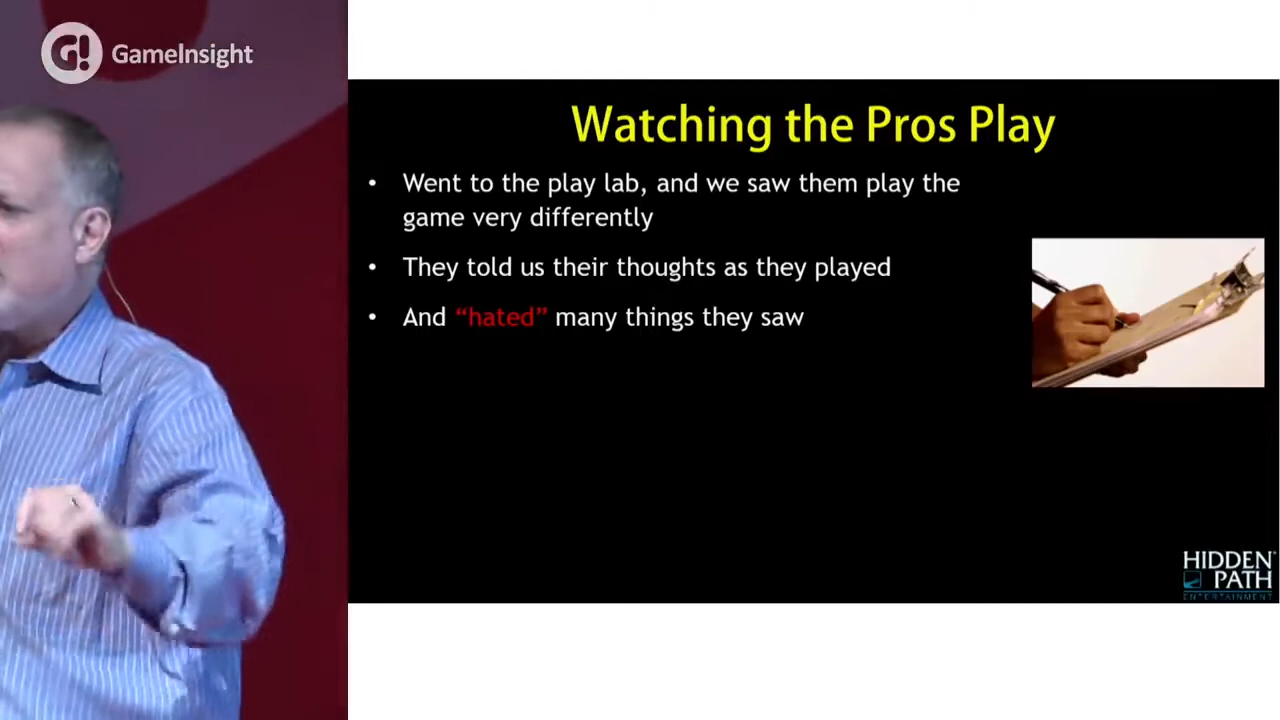 G! GameInsight
Watching the Pros Play
• Went to the play lab, and we saw them play the
game very differently
• They told us their thoughts as they played
• And “hated” many things they saw
HIDDEN
PATH
ENTERTAINMENT